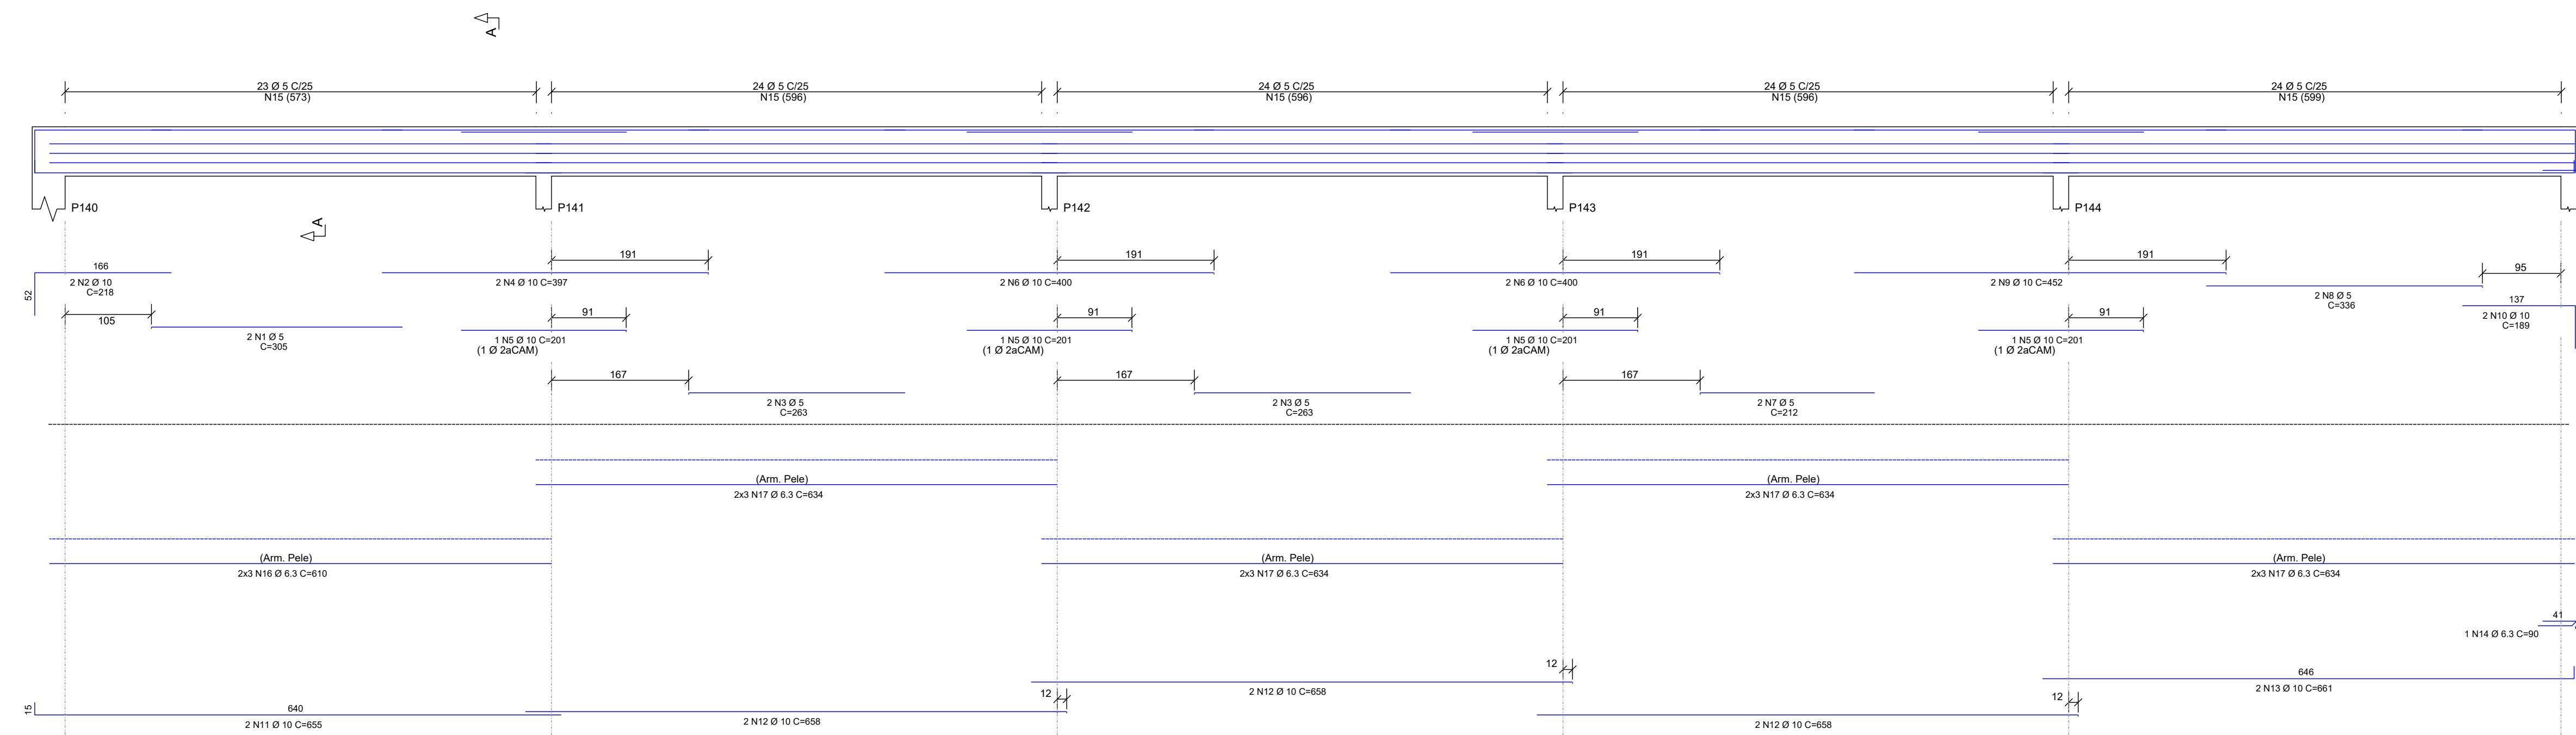 A
23 Ø 5 C/25
N15 (573)
24 Ø 5 C/25
N15 (596)
24 Ø 5 C/25
N15 (596)
24 Ø 5 C/25
N15 (596)
24 Ø 5 C/25
N15 (599)
P140
P141
P142
P143
P144
A
166
52
2 N2 Ø 10
C=218
191
2 N4 Ø 10 C=397
191
2 N6 Ø 10 C=400
191
2 N6 Ø 10 C=400
191
2 N9 Ø 10 C=452
95
2 N8 Ø 5
C=336
137
2 N10 Ø 10
C=189
105
2 N1 Ø 5
C=305
91
1 N5 Ø 10 C=201
(1 Ø 2aCAM)
91
1 N5 Ø 10 C=201
(1 Ø 2aCAM)
91
1 N5 Ø 10 C=201
(1 Ø 2aCAM)
91
1 N5 Ø 10 C=201
(1 Ø 2aCAM)
167
2 N3 Ø 5
C=263
167
2 N3 Ø 5
C=263
167
2 N7 Ø 5
C=212
(Arm. Pele)
2x3 N17 Ø 6.3 C=634
(Arm. Pele)
2x3 N17 Ø 6.3 C=634
(Arm. Pele)
2x3 N16 Ø 6.3 C=610
(Arm. Pele)
2x3 N17 Ø 6.3 C=634
(Arm. Pele)
2x3 N17 Ø 6.3 C=634
41
1 N14 Ø 6.3 C=90
12
2 N12 Ø 10 C=658
646
2 N13 Ø 10 C=661
15
640
2 N11 Ø 10 C=655
12
2 N12 Ø 10 C=658
12
2 N12 Ø 10 C=658